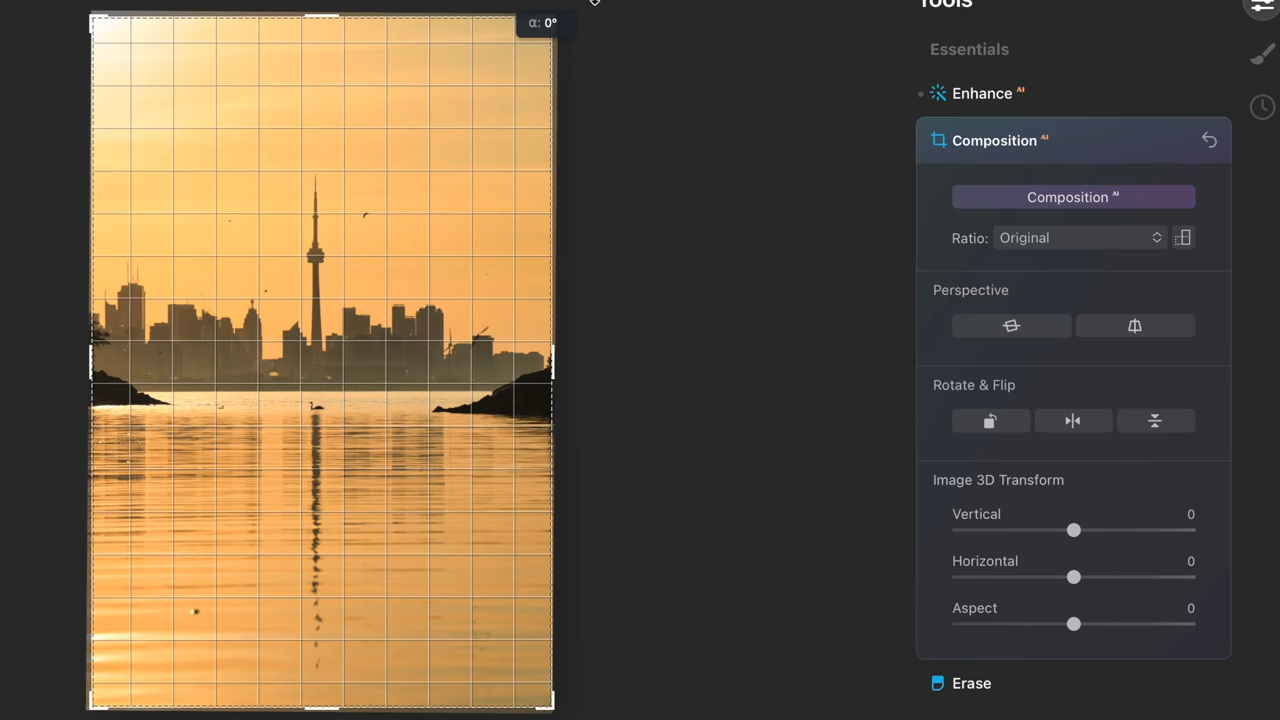 α: 0°
Tools
Essentials
Enhance AI
Composition AI
Composition AI
Ratio: Original
Perspective
Rotate & Flip
Image 3D Transform
Vertical 0
Horizontal 0
Aspect 0
Erase